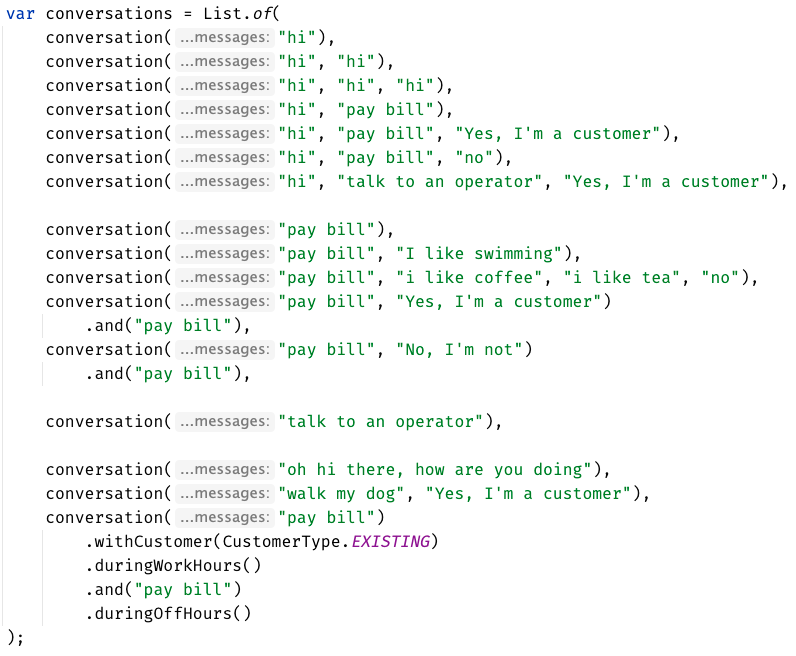 var conversations = List.of(
conversation( ...messages: "hi"),
conversation( ...messages: "hi", "hi"),
conversation( ...messages: "hi", "hi", "hi"),
conversation( ...messages: "hi", "pay bill"),
conversation( ...messages: "hi", "pay bill", "Yes, I'm a customer"),
conversation( ...messages: "hi", "pay bill", "no"),
conversation( ...messages: "hi", "talk to an operator", "Yes, I'm a customer"),
conversation( ...messages: "pay bill"),
conversation( ...messages: "pay bill", "I like swimming"),
conversation( ...messages: "pay bill", "i like coffee", "i like tea", "no"),
conversation( ...messages: "pay bill", "Yes, I'm a customer")
.and("pay bill"),
conversation( ...messages: "pay bill", "No, I'm not")
.and("pay bill"),
conversation( ...messages: "talk to an operator"),
conversation( ...messages: "oh hi there, how are you doing"),
conversation( ...messages: "walk my dog", "Yes, I'm a customer"),
conversation( ...messages: "pay bill")
.withCustomer(CustomerType.EXISTING)
.duringWorkHours()
.and("pay bill")
.duringOffHours()
);